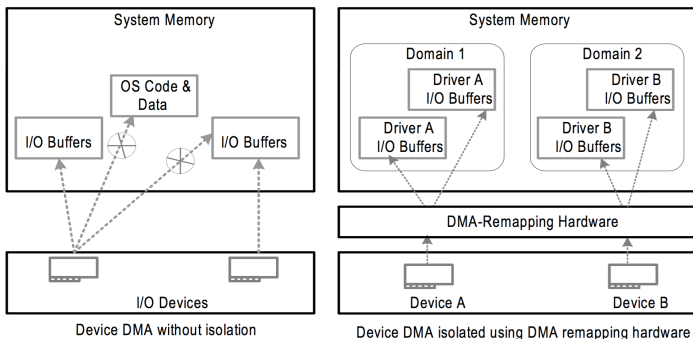 System Memory
OS Code &
Data
I/O Buffers
I/O Buffers
I/O Devices
Device DMA without isolation
System Memory
Domain 1
Domain 2
Driver A
I/O Buffers
Driver B
I/O Buffers
Driver A
I/O Buffers
Driver B
I/O Buffers
DMA-Remapping Hardware
Device A
Device B
Device DMA isolated using DMA remapping hardware